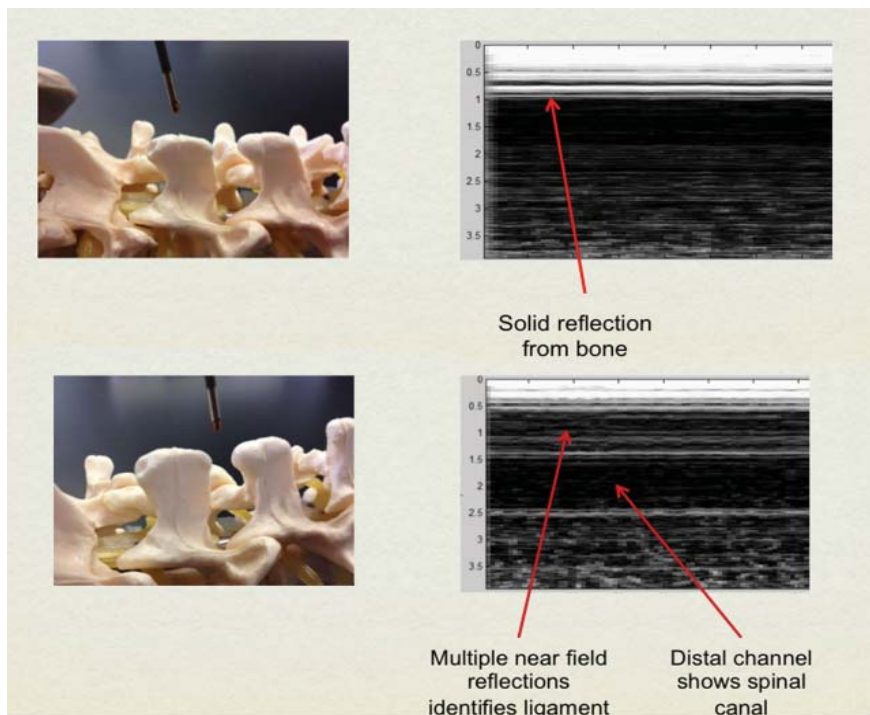 0
0.5
1
1.5
2
2.5
3
3.5
Solid reflection
from bone
0
0.5
1
1.5
2
2.5
3
3.5
Multiple near field
reflections
identifies ligament
Distal channel
shows spinal
canal